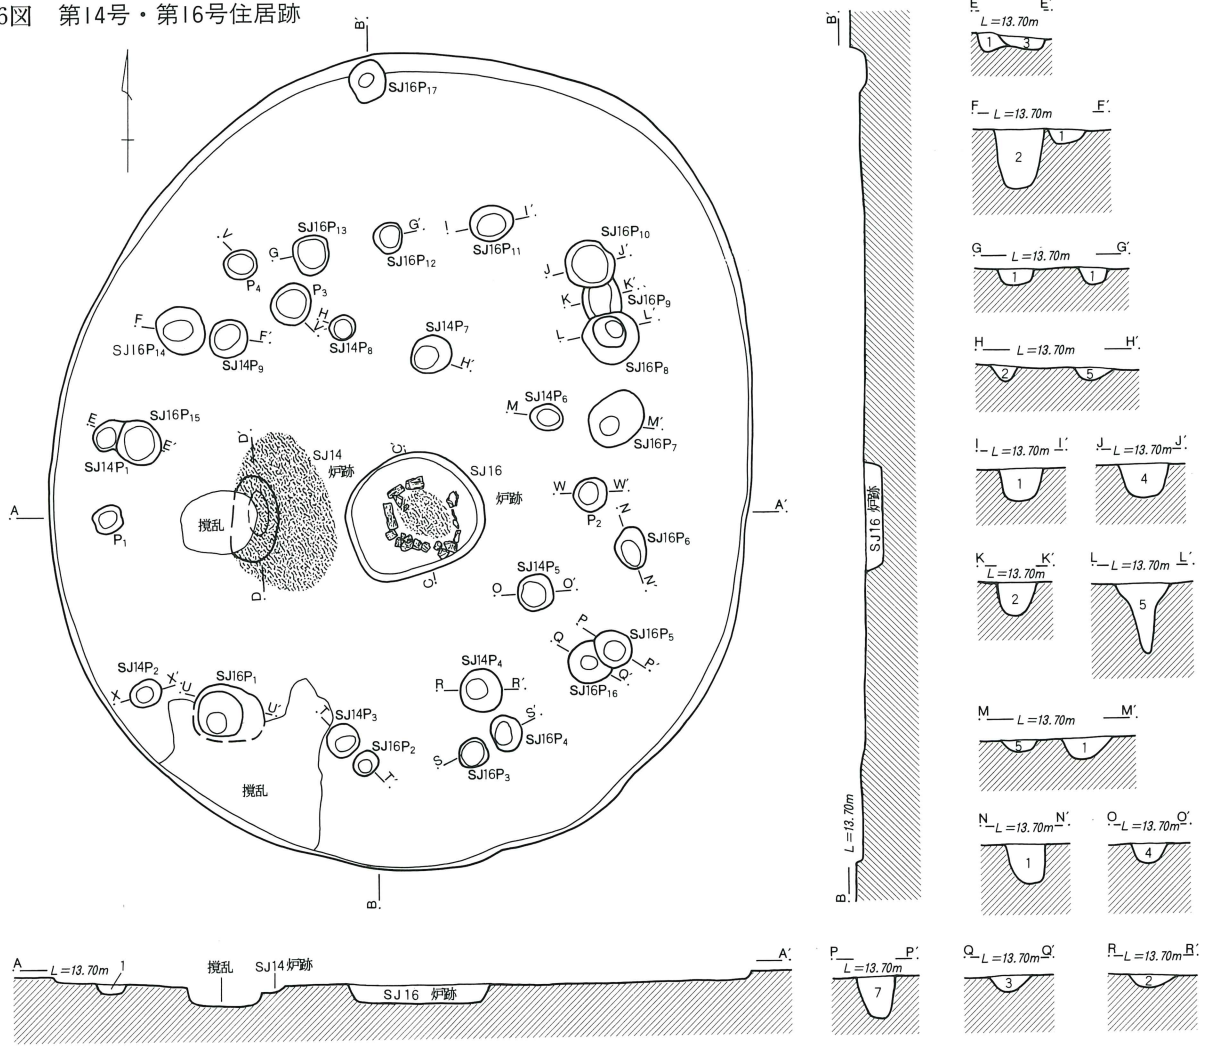 6図 第14号・第16号住居跡
B′
SJ16P17
SJ16P13
G′
I I′
SJ16P12
SJ16P11
SJ16P10
V
G
J′
J
P4
P3
K′
K
SJ16P9
F
H
V′
L′
L
SJ14P7
SJ16P14
F′
SJ14P8
SJ14P9
H′
SJ16P8
SJ14P6
M
M′
SJ16P7
E
SJ16P15
E′
SJ14P1
D′
SJ14
炉跡
C′
SJ16
炉跡
W W′
P2
A
A′
撹乱
P1
N
SJ16P6
N′
D
C
SJ14P5
O O′
P
Q
SJ16P5
P′
Q′
SJ16P16
SJ14P2
X X′
U
SJ16P1
U′
SJ14P4
R R′
T
SJ14P3
SJ16P2
T′
S′
SJ16P4
S
SJ16P3
撹乱
B
B′
SJ16 炉跡
L=13.70m
B
E E′
L=13.70m
1 3
F L=13.70m F′
2 1
G L=13.70m G′
1 1
H L=13.70m H′
2 5
I L=13.70m I′
1
J L=13.70m J′
4
K K′
L=13.70m
2
L L=13.70m L′
5
M L=13.70m M′
5 1
N L=13.70m N′
1
O L=13.70m O′
4
A L=13.70m 1 撹乱 SJ14炉跡 A′
SJ16 炉跡
P P′
L=13.70m
7
Q L=13.70m Q′
3
R L=13.70m R′
2